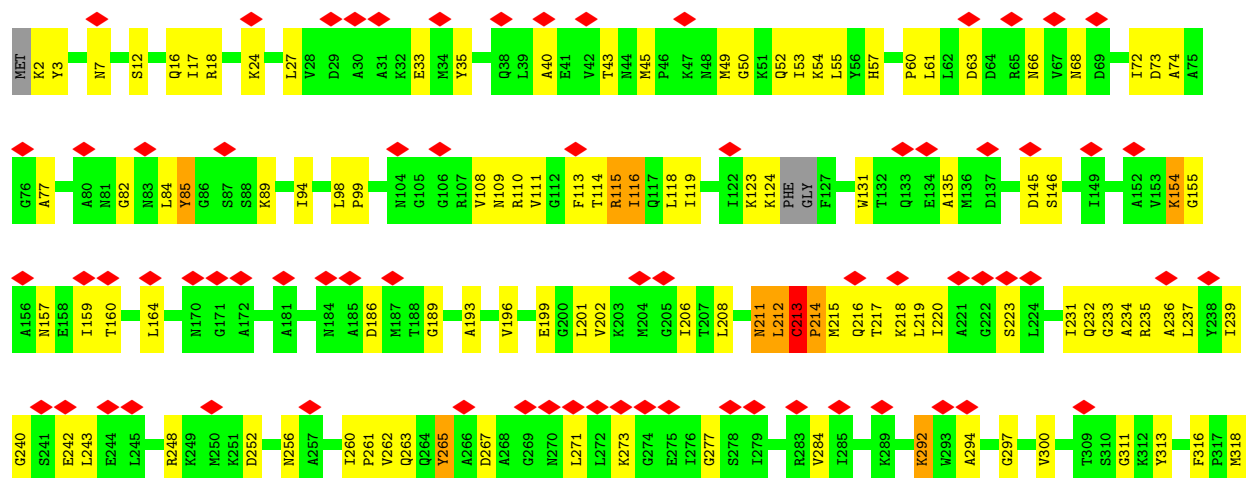 MET K2 Y3 N7 S12 Q16 I17 R18 K24 L27 V28 D29 A30 A31 K32 E33 M34 Y35 Q38 L39 A40 E41 V42 T43 N44 M45 P46 K47 N48 M49 G50 K51 Q52 I53 K54 L55 Y56 H57 P60 L61 L62 D63 D64 R65 N66 V67 N68 D69 I72 D73 A74 A75
G76 A77 A80 N81 G82 N83 L84 Y85 G86 S87 S88 K89 I94 L98 P99 N104 G105 G106 R107 V108 N109 R110 V111 G112 F113 T114 R115 I116 Q117 L118 I119 I122 K123 K124 PHE GLY F127 W131 T132 Q133 E134 A135 M136 D137 D145 S146 I149 A152 V153 K154 G155
A156 N157 E158 I159 T160 L164 N170 G171 A172 A181 N184 A185 D186 M187 T188 G189 A193 V196 E199 G200 L201 V202 K203 M204 G205 I206 T207 L208 N211 L212 C213 P214 M215 Q216 T217 K218 L219 I220 A221 G222 S223 L224 I231 Q232 G233 A234 R235 A236 L237 Y238 I239
G240 S241 E242 L243 E244 L245 R248 K249 M250 K251 D252 N256 A257 I260 P261 V262 Q263 Q264 Y265 A266 D267 A268 G269 N270 L271 L272 K273 G274 E275 I276 G277 S278 I279 R283 V284 I285 K289 K292 W293 A294 G297 V300 T309 S310 G311 K312 Y313 F316 P317 M318